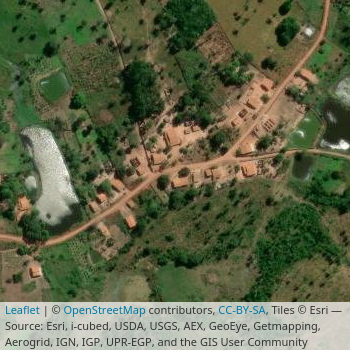 Leaflet | © OpenStreetMap contributors, CC-BY-SA, Tiles © Esri —
Source: Esri, i-cubed, USDA, USGS, AEX, GeoEye, Getmapping,
Aerogrid, IGN, IGP, UPR-EGP, and the GIS User Community